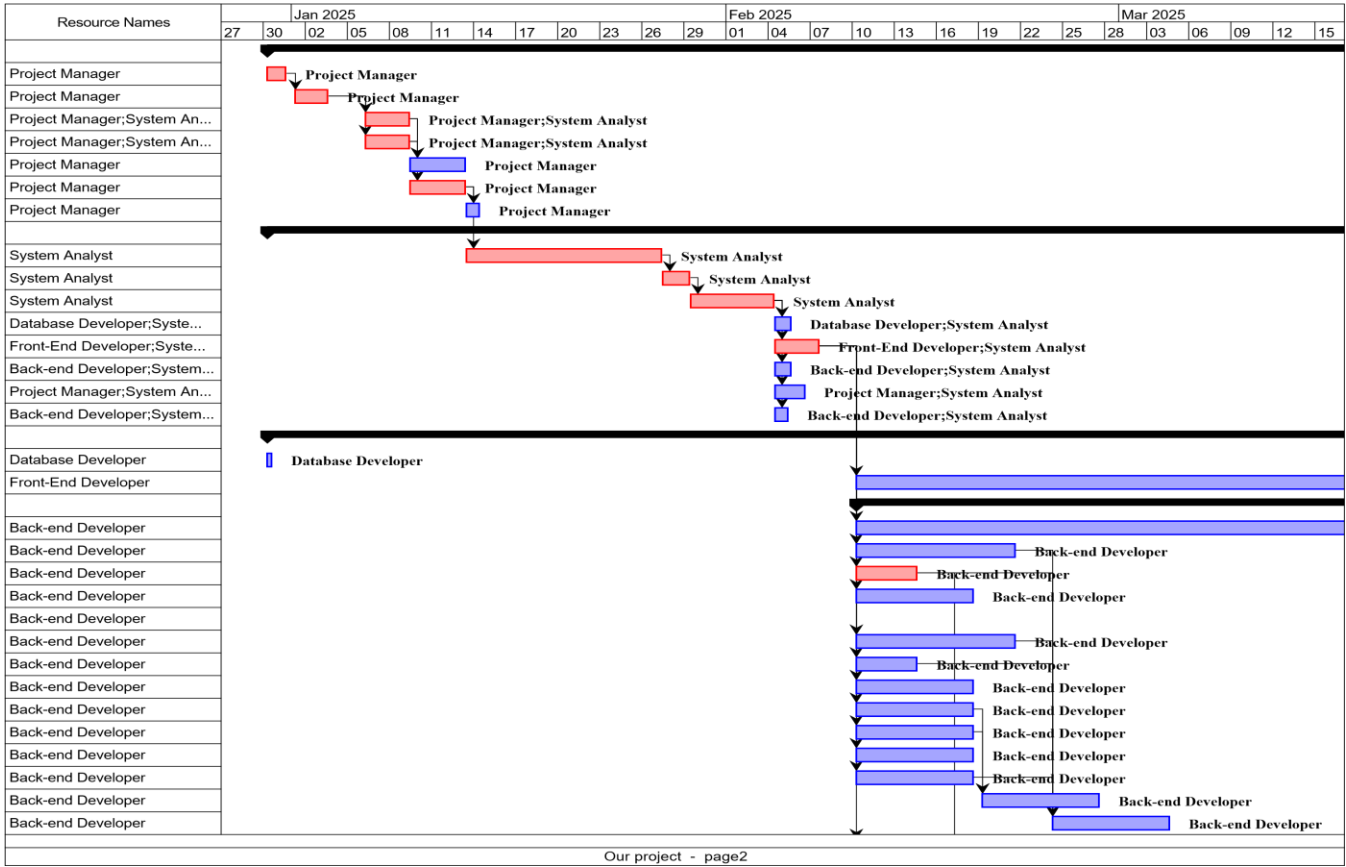 Resource Names
Jan 2025 Feb 2025 Mar 2025
27 30 02 05 08 11 14 17 20 23 26 29 01 04 07 10 13 16 19 22 25 28 03 06 09 12 15
Project Manager Project Manager
Project Manager Project Manager
Project Manager;System An... Project Manager;System Analyst
Project Manager;System An... Project Manager;System Analyst
Project Manager Project Manager
Project Manager Project Manager
Project Manager Project Manager
System Analyst System Analyst
System Analyst System Analyst
System Analyst System Analyst
Database Developer;Syste... Database Developer;System Analyst
Front-End Developer;Syste... Front-End Developer;System Analyst
Back-end Developer;System... Back-end Developer;System Analyst
Project Manager;System An... Project Manager;System Analyst
Back-end Developer;System... Back-end Developer;System Analyst
Database Developer Database Developer
Front-End Developer
Back-end Developer
Back-end Developer Back-end Developer
Back-end Developer Back-end Developer
Back-end Developer Back-end Developer
Back-end Developer
Back-end Developer Back-end Developer
Back-end Developer Back-end Developer
Back-end Developer Back-end Developer
Back-end Developer Back-end Developer
Back-end Developer Back-end Developer
Back-end Developer Back-end Developer
Back-end Developer Back-end Developer
Back-end Developer Back-end Developer
Back-end Developer Back-end Developer
Our project - page2